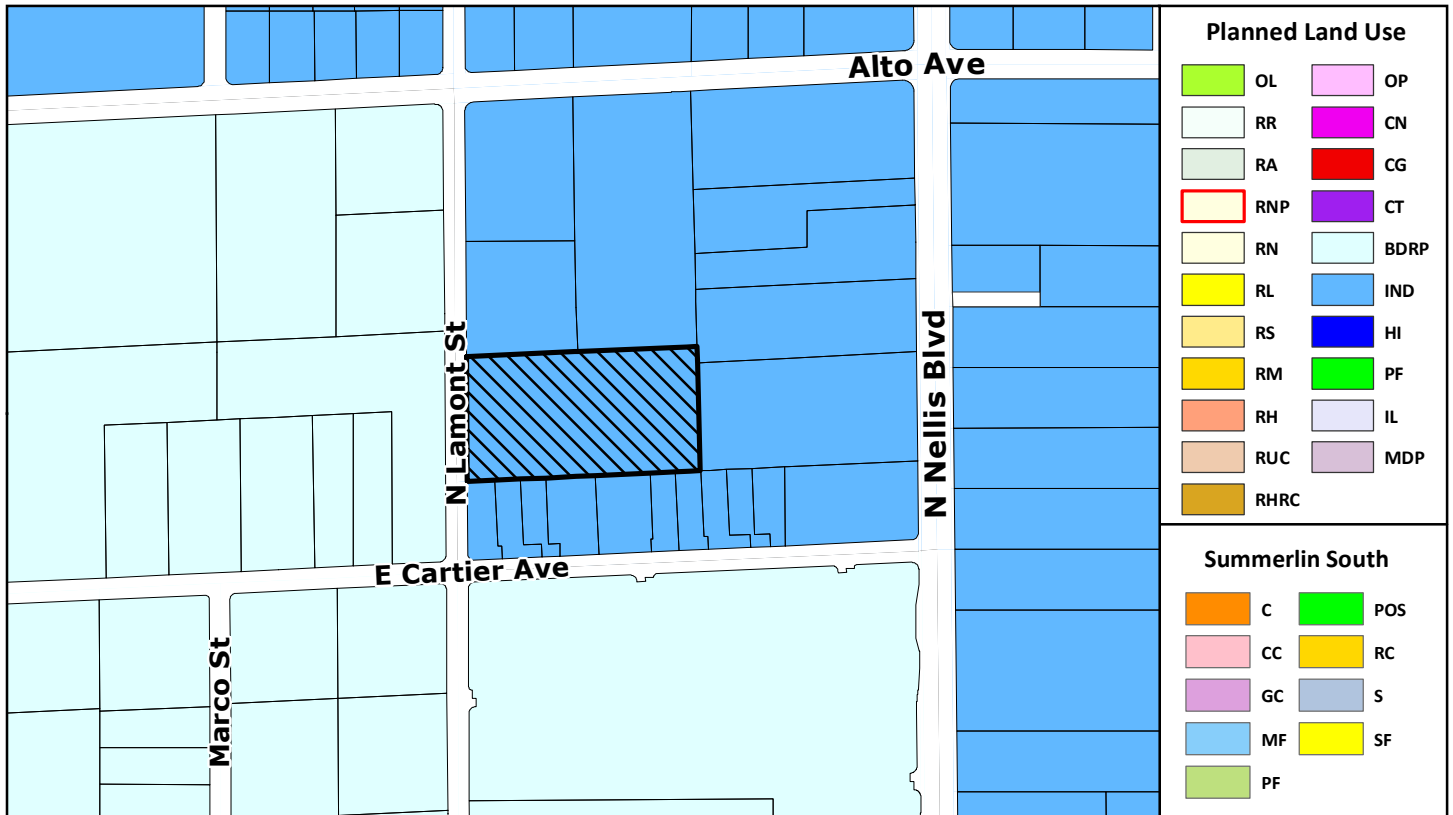 Alto Ave
N Lamont St
N Nellis Blvd
E Cartier Ave
Marco St
Planned Land Use
OL OP
RR CN
RA CG
RNP CT
RN BDRP
RL IND
RS HI
RM PF
RH IL
RUC MDP
RHRC
Summerlin South
C POS
CC RC
GC S
MF SF
PF